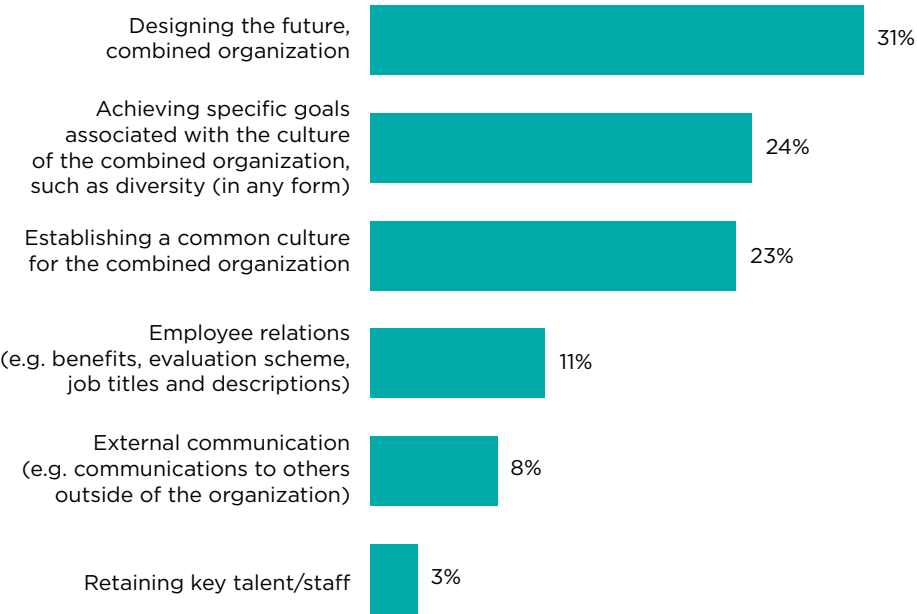 Designing the future,
combined organization
31%
Achieving specific goals
associated with the culture
of the combined organization,
such as diversity (in any form)
24%
Establishing a common culture
for the combined organization
23%
Employee relations
(e.g. benefits, evaluation scheme,
job titles and descriptions)
11%
External communication
(e.g. communications to others
outside of the organization)
8%
Retaining key talent/staff
3%